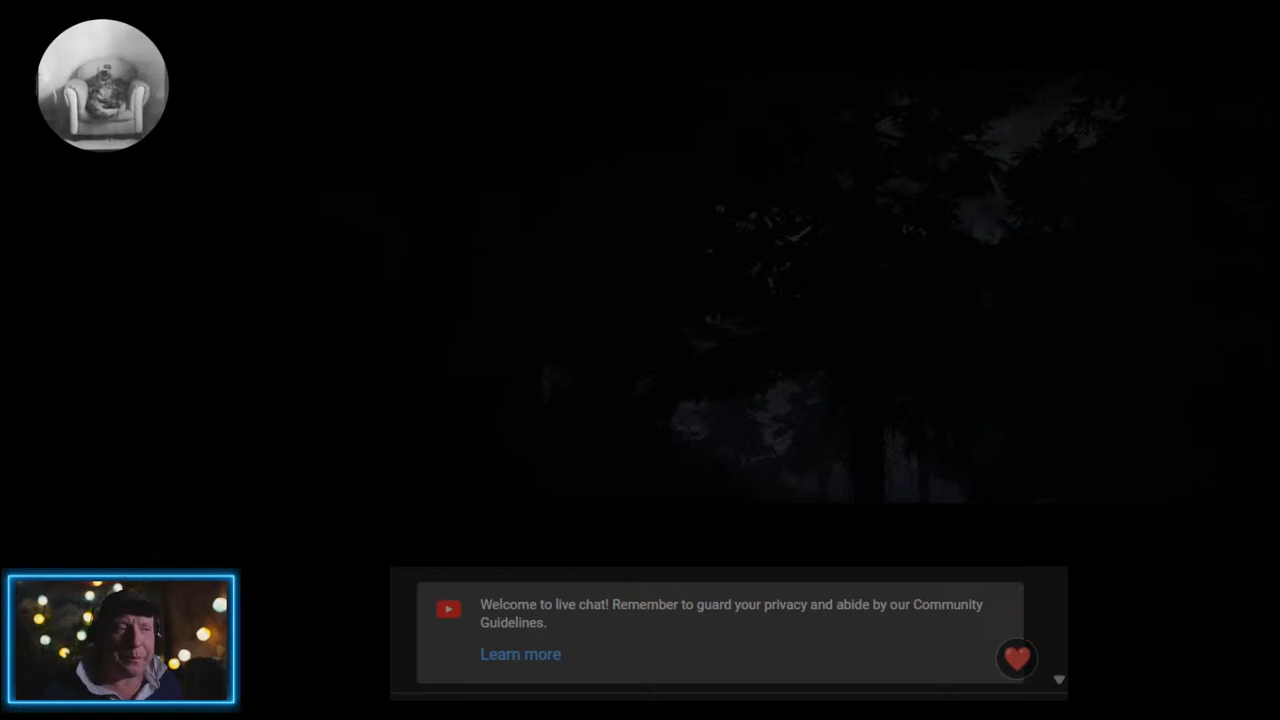 Welcome to live chat! Remember to guard your privacy and abide by our Community
Guidelines.
Learn more